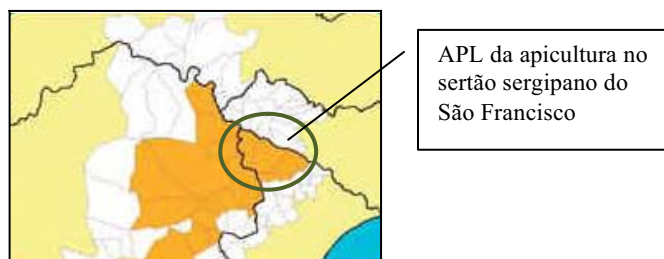 APL da apicultura no
sertão sergipano do
São Francisco